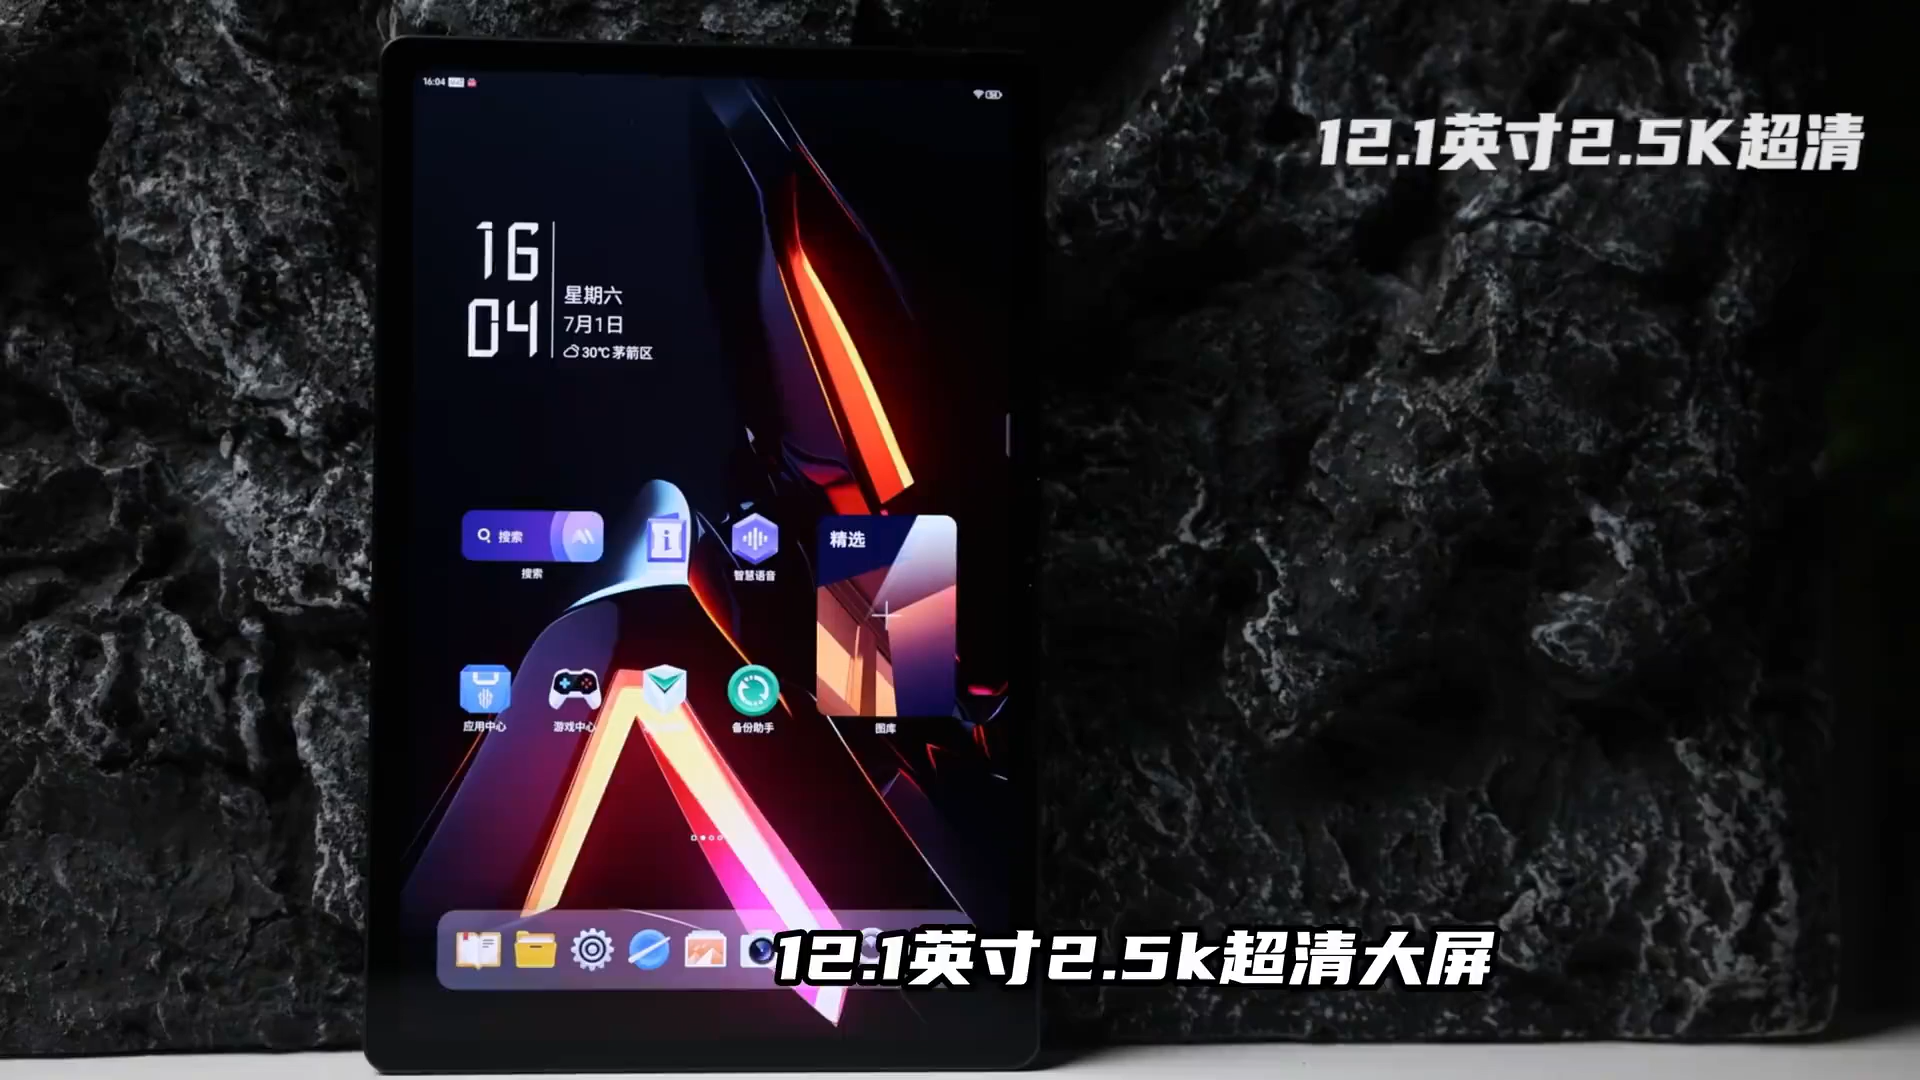 16:04
12.1英寸2.5K超清
16
04
星期六
7月1日
30℃ 茅箭区
搜索
搜索
智慧语音
精选
应用中心
游戏中心
备份助手
图库
12.1英寸2.5k超清大屏